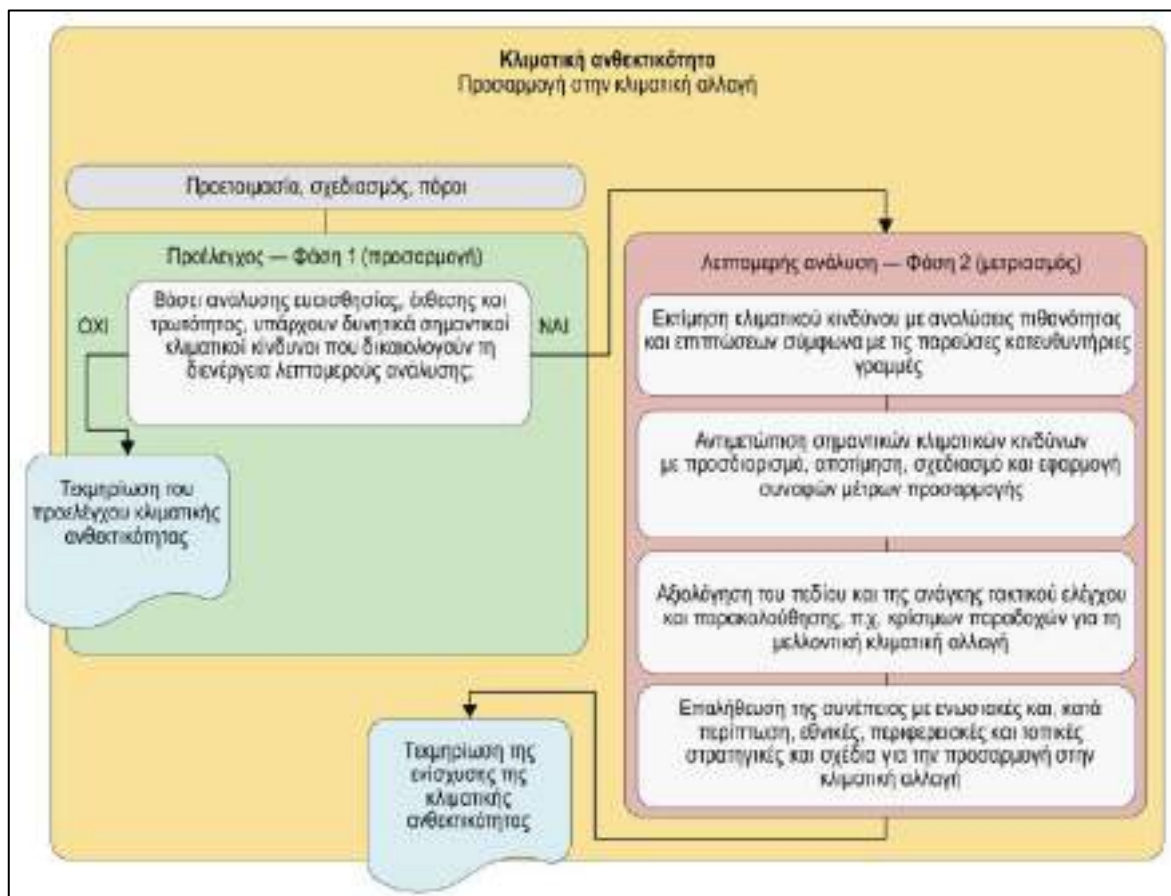 Κλιματική ανθεκτικότητα
Προσαρμογή στην κλιματική αλλαγή
Προετοιμασία, σχεδιασμός, πόροι
Προέλεγχος — Φάση 1 (προσαρμογή)
Βάσει ανάλυσης ευαισθησίας, έκθεσης και
τρωτότητας, υπάρχουν δυνητικά σημαντικοί
κλιματικοί κίνδυνοι που δικαιολογούν τη
διενέργεια λεπτομερούς ανάλυσης;
ΟΧΙ
ΝΑΙ
Τεκμηρίωση του
προελέγχου κλιματικής
ανθεκτικότητας
Λεπτομερής ανάλυση — Φάση 2 (μετριασμός)
Εκτίμηση κλιματικού κινδύνου με αναλύσεις πιθανότητας
και επιπτώσεων σύμφωνα με τις παρούσες κατευθυντήριες
γραμμές
Αντιμετώπιση σημαντικών κλιματικών κινδύνων
με προσδιορισμό, αποτίμηση, σχεδιασμό και εφαρμογή
συναφών μέτρων προσαρμογής
Αξιολόγηση του πεδίου και της ανάγκης τακτικού ελέγχου
και παρακολούθησης, π.χ. κρίσιμων παραδοχών για τη
μελλοντική κλιματική αλλαγή
Επαλήθευση της συνέπειας με ενωσιακές και, κατά
περίπτωση, εθνικές, περιφερειακές και τοπικές
στρατηγικές και σχέδια για την προσαρμογή στην
κλιματική αλλαγή
Τεκμηρίωση της
ενίσχυσης της
κλιματικής
ανθεκτικότητας